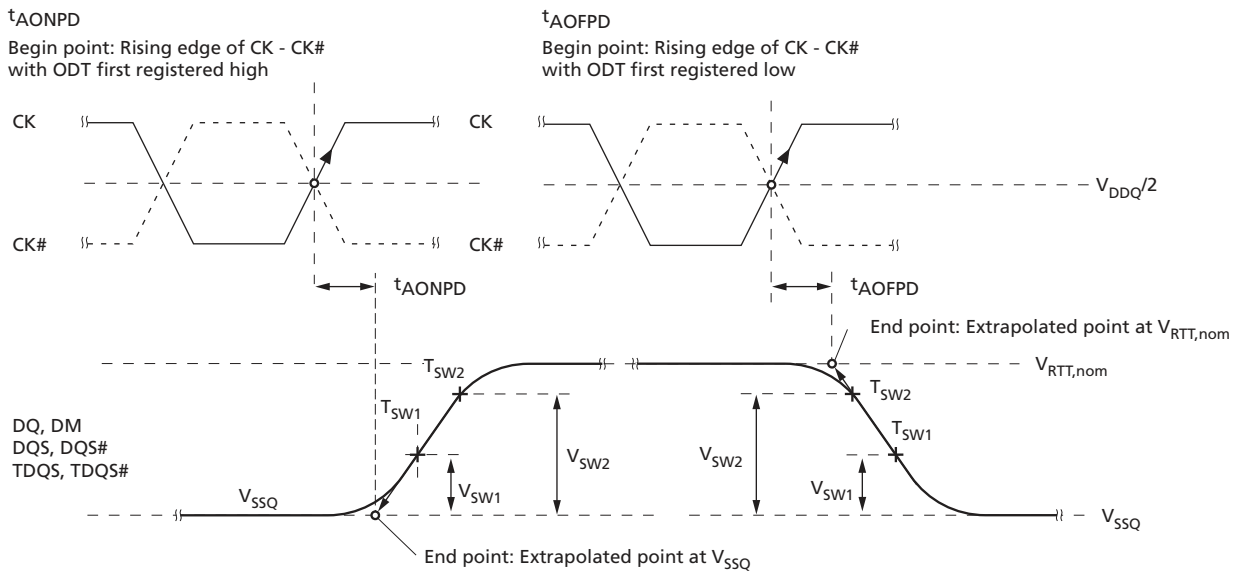 tAONPD
Begin point: Rising edge of CK - CK#
with ODT first registered high
tAOFPD
Begin point: Rising edge of CK - CK#
with ODT first registered low
CK
CK
VDDQ/2
CK#
CK#
tAONPD
tAOFPD
End point: Extrapolated point at VRTT,nom
TSW2
VRTT,nom
TSW2
TSW1
TSW1
DQ, DM
DQS, DQS#
TDQS, TDQS#
VSW2
VSW2
VSW1
VSW1
VSSQ
VSSQ
End point: Extrapolated point at VSSQ